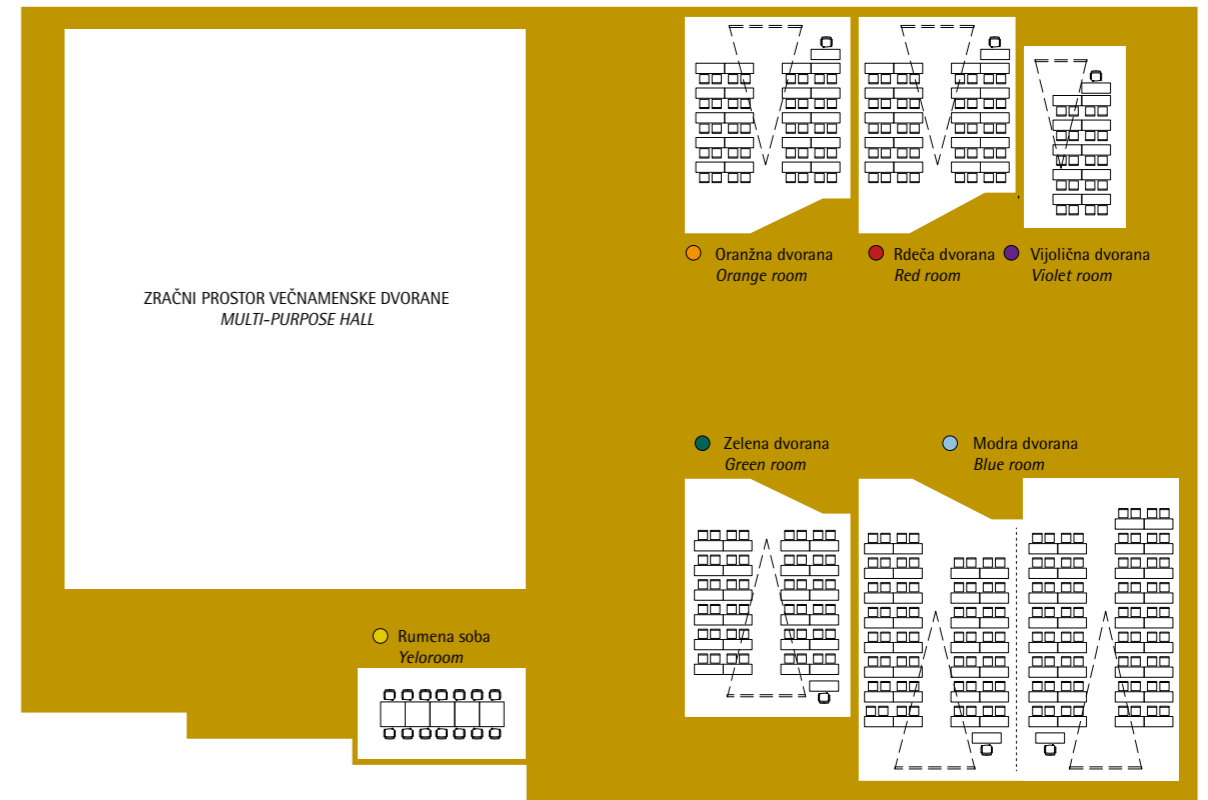 ZRAČNI PROSTOR VEČNAMENSKE DVORANE
MULTI-PURPOSE HALL
Oranžna dvorana
Orange room
Rdeča dvorana
Red room
Vijolična dvorana
Violet room
Zelena dvorana
Green room
Modra dvorana
Blue room
Rumena soba
Yeloroom